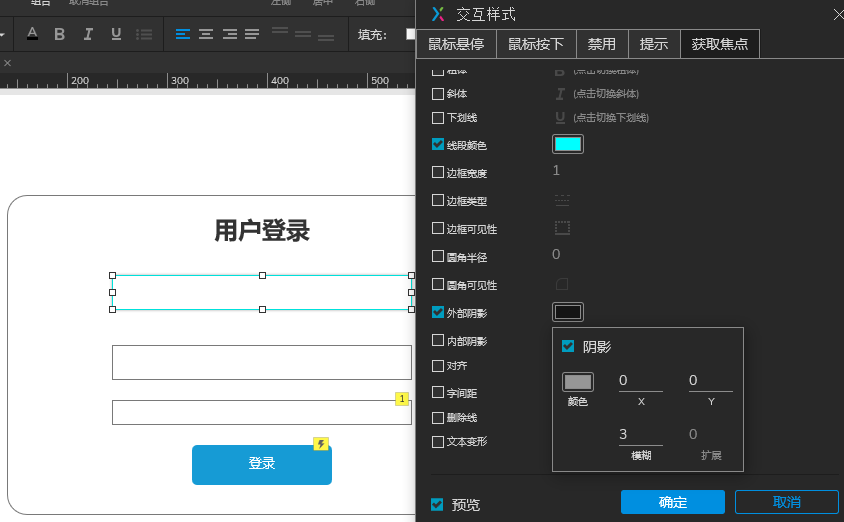 组合 取消组合 左侧 居中 右侧
A B I U 填充:
200 300 400 500
用户登录
1
登录
交互样式
鼠标悬停 鼠标按下 禁用 提示 获取焦点
粗体 B (点击切换粗体)
斜体 I (点击切换斜体)
下划线 U (点击切换下划线)
线段颜色
边框宽度 1
边框类型
边框可见性
圆角半径 0
圆角可见性
外部阴影
内部阴影
对齐
字间距
删除线
文本变形
阴影
0 0
颜色 X Y
3 0
模糊 扩展
预览 确定 取消